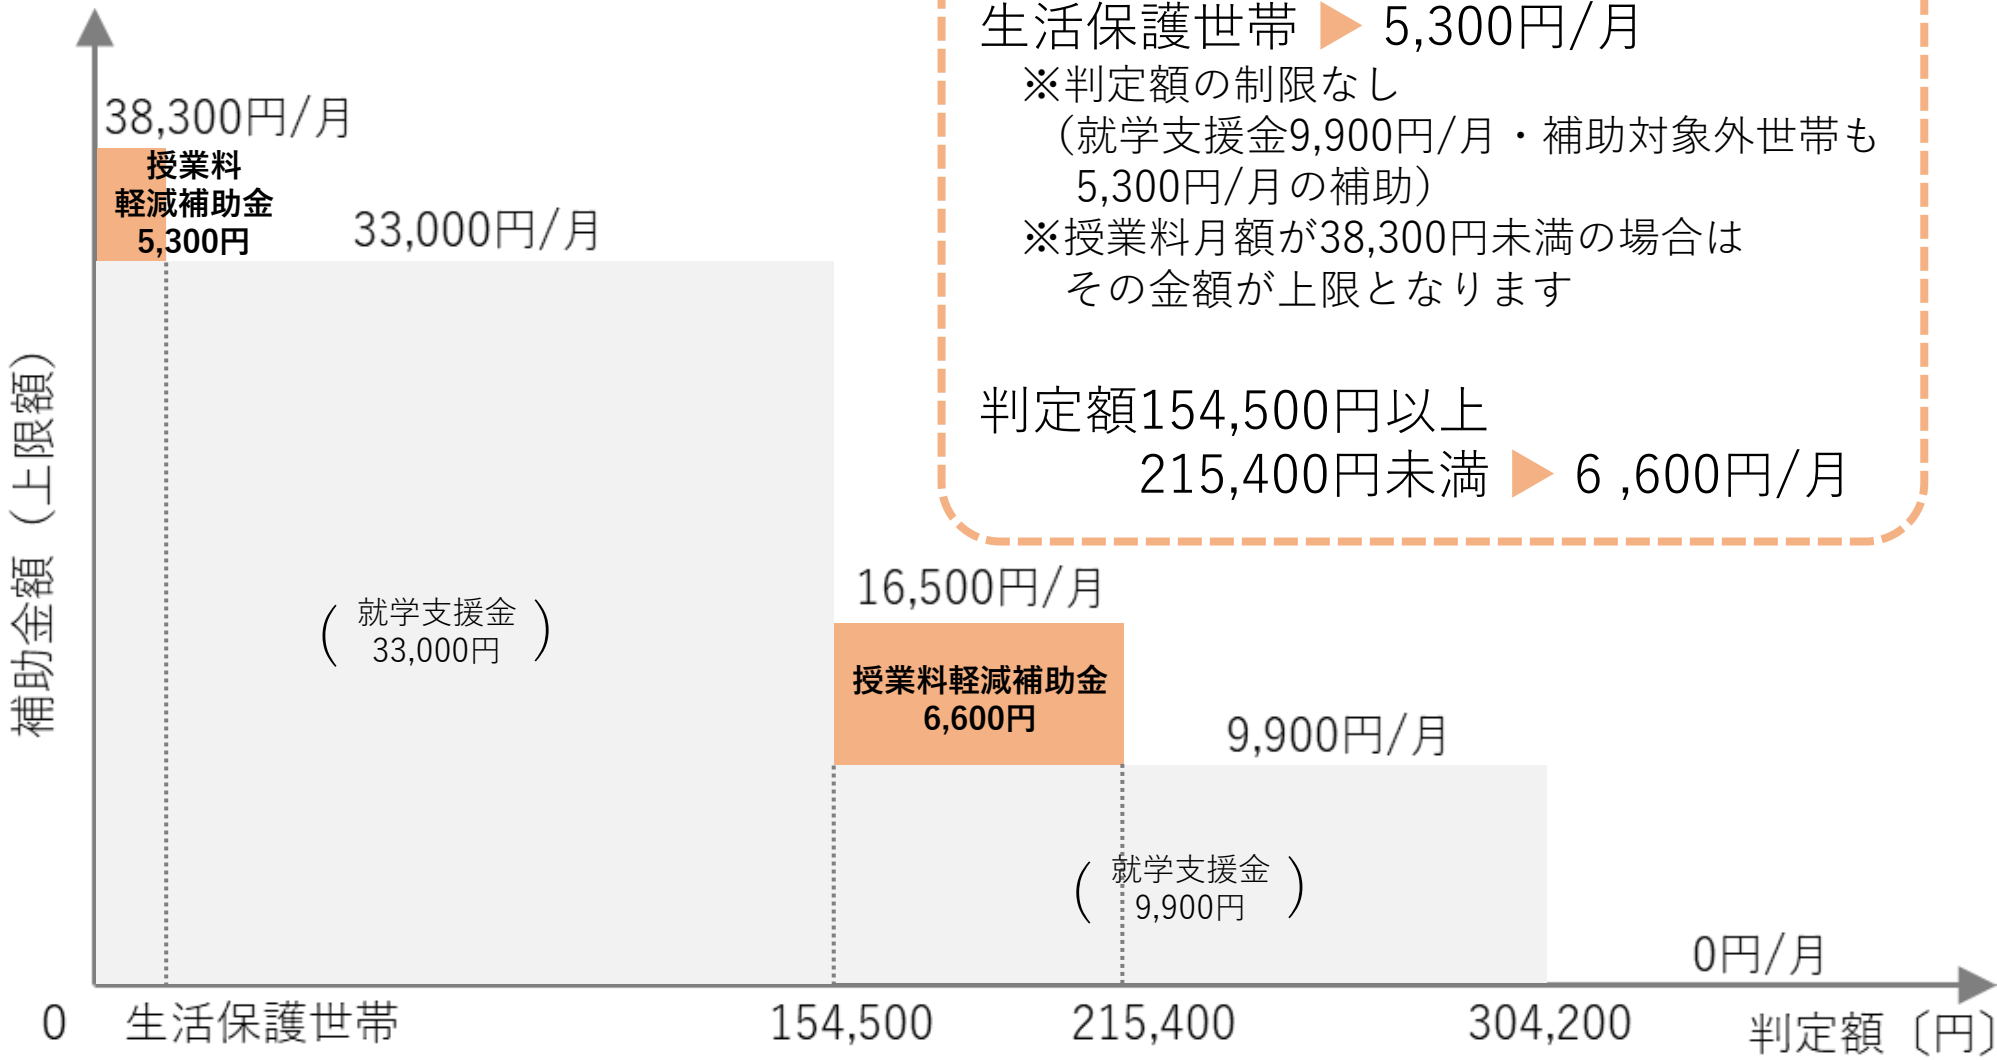 生活保護世帯 ▶ 5,300円/月
※判定額の制限なし
（就学支援金9,900円/月・補助対象外世帯も
5,300円/月の補助）
※授業料月額が38,300円未満の場合は
その金額が上限となります
判定額154,500円以上
215,400円未満 ▶ 6 ,600円/月
38,300円/月
授業料
軽減補助金
5,300円
33,000円/月
補助金額（上限額）
（就学支援金
33,000円）
16,500円/月
授業料軽減補助金
6,600円
9,900円/月
（就学支援金
9,900円）
0円/月
0 生活保護世帯 154,500 215,400 304,200 判定額〔円〕